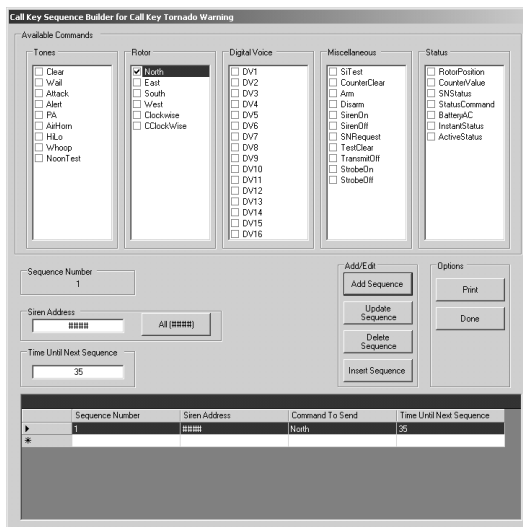 Call Key Sequence Builder for Call Key Tornado Warning
Available Commands
Tones
Clear
Wail
Attack
Alert
PA
AirHorn
HiLo
Whoop
NoonTest
Rotor
North
East
South
West
Clockwise
CClockWise
Digital Voice
DV1
DV2
DV3
DV4
DV5
DV6
DV7
DV8
DV9
DV10
DV11
DV12
DV13
DV14
DV15
DV16
Miscellaneous
SiTest
CounterClear
Arm
Disarm
SirenOn
SirenOff
SNRequest
TestClear
TransmitOff
StrobeOn
StrobeOff
Status
RotorPosition
CounterValue
SNStatus
StatusCommand
BatteryAC
InstantStatus
ActiveStatus
Sequence Number
1
Siren Address
####
All (####)
Time Until Next Sequence
35
Add/Edit
Add Sequence
Update
Sequence
Delete
Sequence
Insert Sequence
Options
Print
Done
Sequence Number Siren Address Command To Send Time Until Next Sequence
1 #### North 35